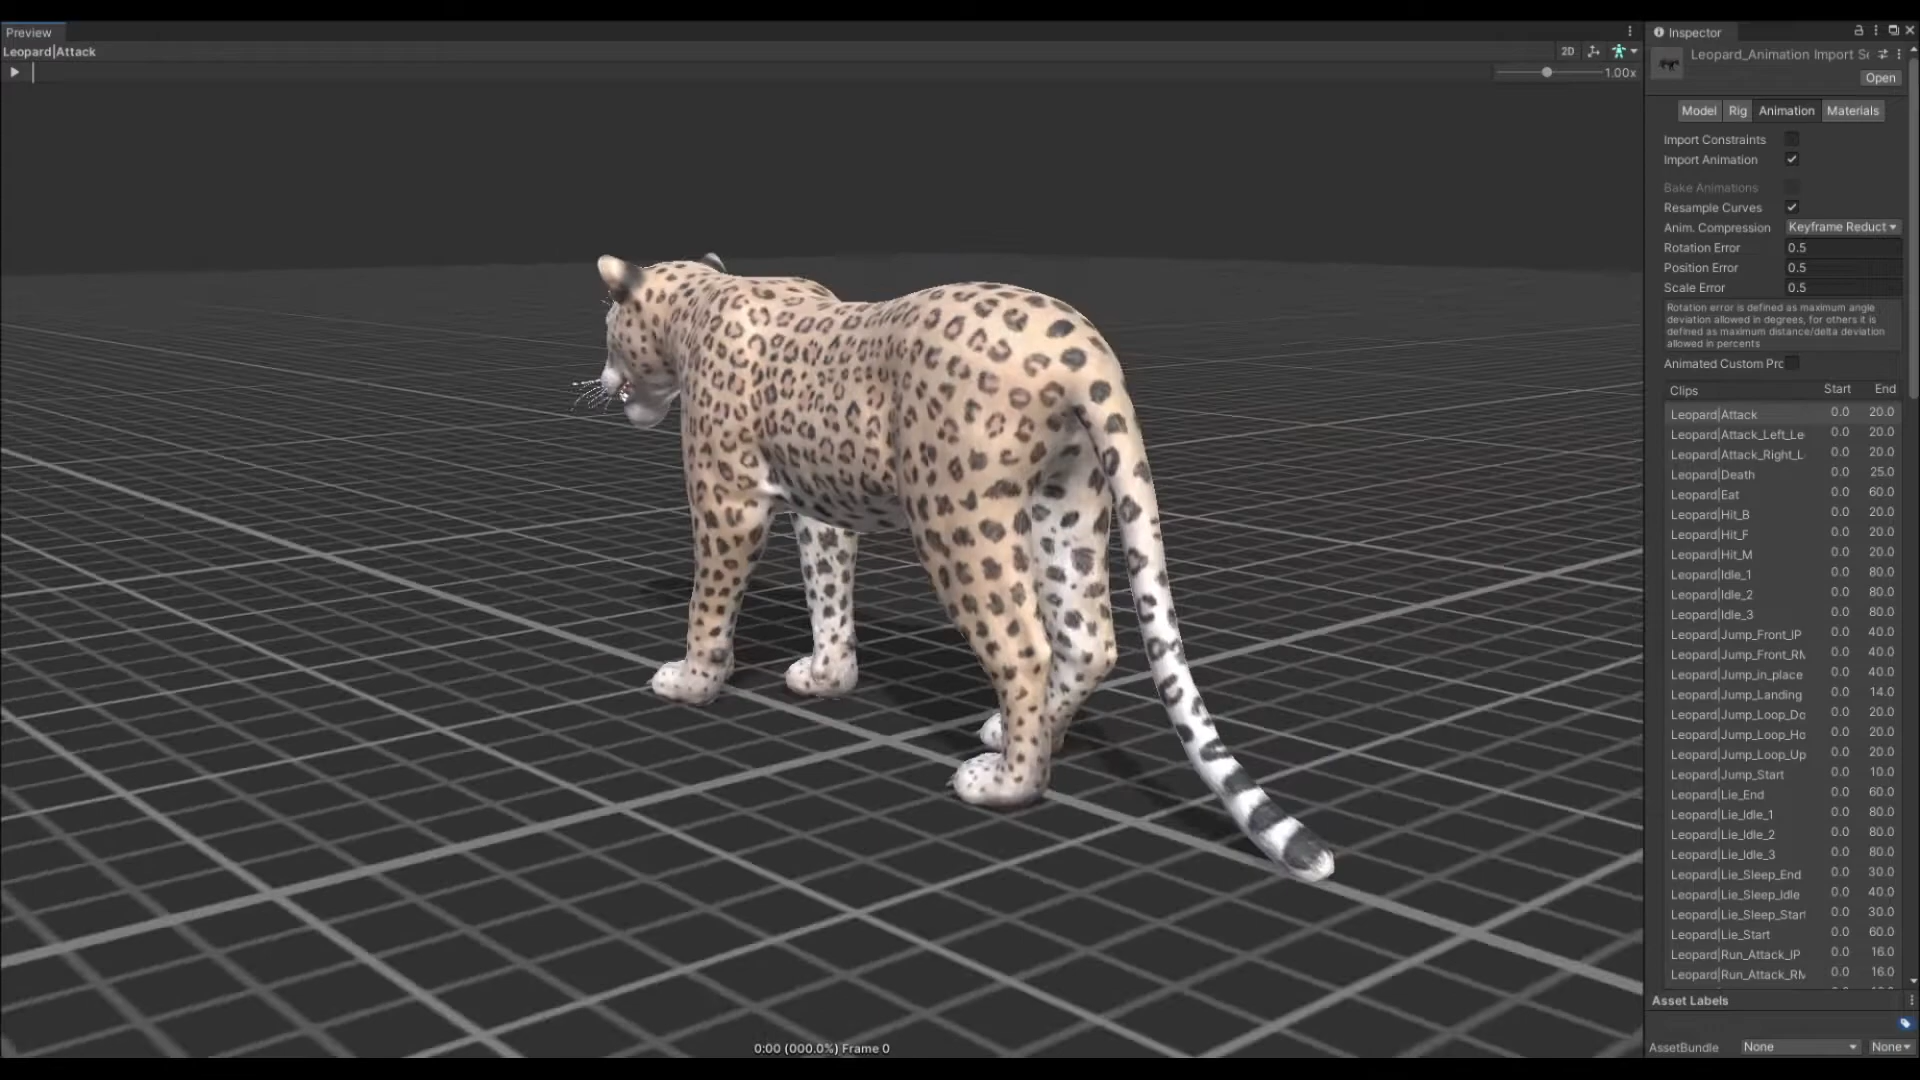 Preview
Leopard|Attack
2D
1.00x
0:00 (000.0%) Frame 0
Inspector
Leopard_Animation Import Se
Open
Model Rig Animation Materials
Import Constraints
Import Animation
Bake Animations
Resample Curves
Anim. Compression Keyframe Reduct
Rotation Error 0.5
Position Error 0.5
Scale Error 0.5
Rotation error is defined as maximum angle
deviation allowed in degrees, for others it is
defined as maximum distance/delta deviation
allowed in percents
Animated Custom Prc
Clips Start End
Leopard|Attack 0.0 20.0
Leopard|Attack_Left_Le 0.0 20.0
Leopard|Attack_Right_L 0.0 20.0
Leopard|Death 0.0 25.0
Leopard|Eat 0.0 60.0
Leopard|Hit_B 0.0 20.0
Leopard|Hit_F 0.0 20.0
Leopard|Hit_M 0.0 20.0
Leopard|Idle_1 0.0 80.0
Leopard|Idle_2 0.0 80.0
Leopard|Idle_3 0.0 80.0
Leopard|Jump_Front_IP 0.0 40.0
Leopard|Jump_Front_RM 0.0 40.0
Leopard|Jump_in_place 0.0 40.0
Leopard|Jump_Landing 0.0 14.0
Leopard|Jump_Loop_Do 0.0 20.0
Leopard|Jump_Loop_Ho 0.0 20.0
Leopard|Jump_Loop_Up 0.0 20.0
Leopard|Jump_Start 0.0 10.0
Leopard|Lie_End 0.0 60.0
Leopard|Lie_Idle_1 0.0 80.0
Leopard|Lie_Idle_2 0.0 80.0
Leopard|Lie_Idle_3 0.0 80.0
Leopard|Lie_Sleep_End 0.0 30.0
Leopard|Lie_Sleep_Idle 0.0 40.0
Leopard|Lie_Sleep_Start 0.0 30.0
Leopard|Lie_Start 0.0 60.0
Leopard|Run_Attack_IP 0.0 16.0
Leopard|Run_Attack_RM 0.0 16.0
Asset Labels
AssetBundle None None